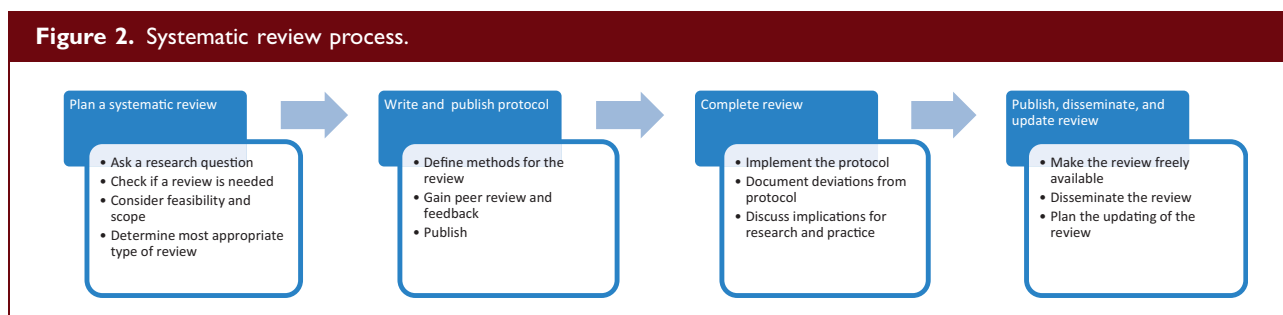 Figure 2. Systematic review process.
Plan a systematic review
• Ask a research question
• Check if a review is needed
• Consider feasibility and
scope
• Determine most appropriate
type of review
Write and publish protocol
• Define methods for the
review
• Gain peer review and
feedback
• Publish
Complete review
• Implement the protocol
• Document deviations from
protocol
• Discuss implications for
research and practice
Publish, disseminate, and
update review
• Make the review freely
available
• Disseminate the review
• Plan the updating of the
review